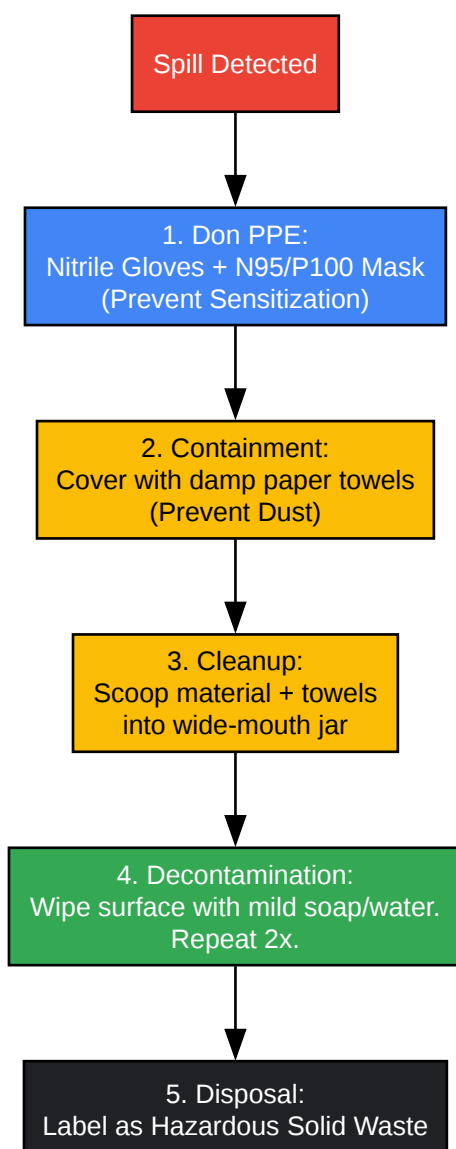 Spill Detected
1. Don PPE:
Nitrile Gloves + N95/P100 Mask
(Prevent Sensitization)
2. Containment:
Cover with damp paper towels
(Prevent Dust)
3. Cleanup:
Scoop material + towels
into wide-mouth jar
4. Decontamination:
Wipe surface with mild soap/water.
Repeat 2x.
5. Disposal:
Label as Hazardous Solid Waste